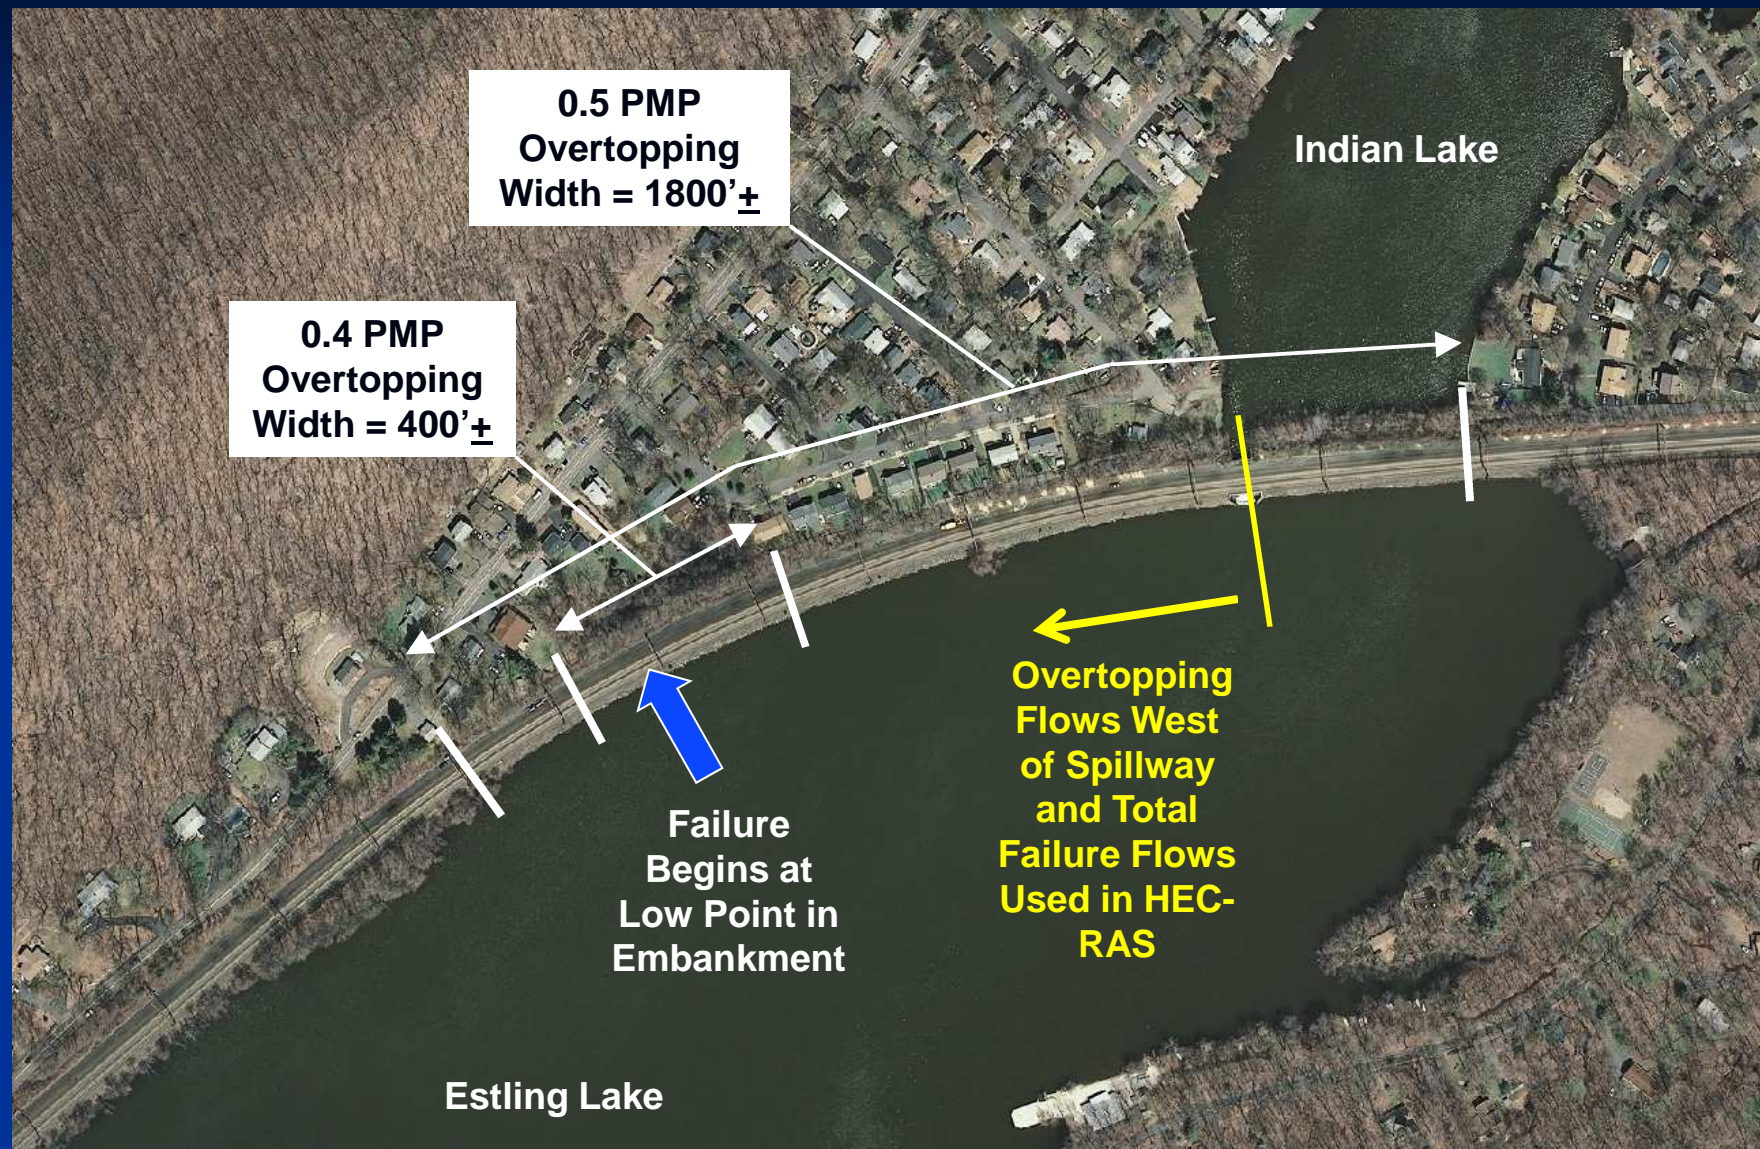 0.5 PMP
Overtopping
Width = 1800’±
Indian Lake
0.4 PMP
Overtopping
Width = 400’±
Overtopping
Flows West
of Spillway
and Total
Failure Flows
Used in HEC-
RAS
Failure
Begins at
Low Point in
Embankment
Estling Lake